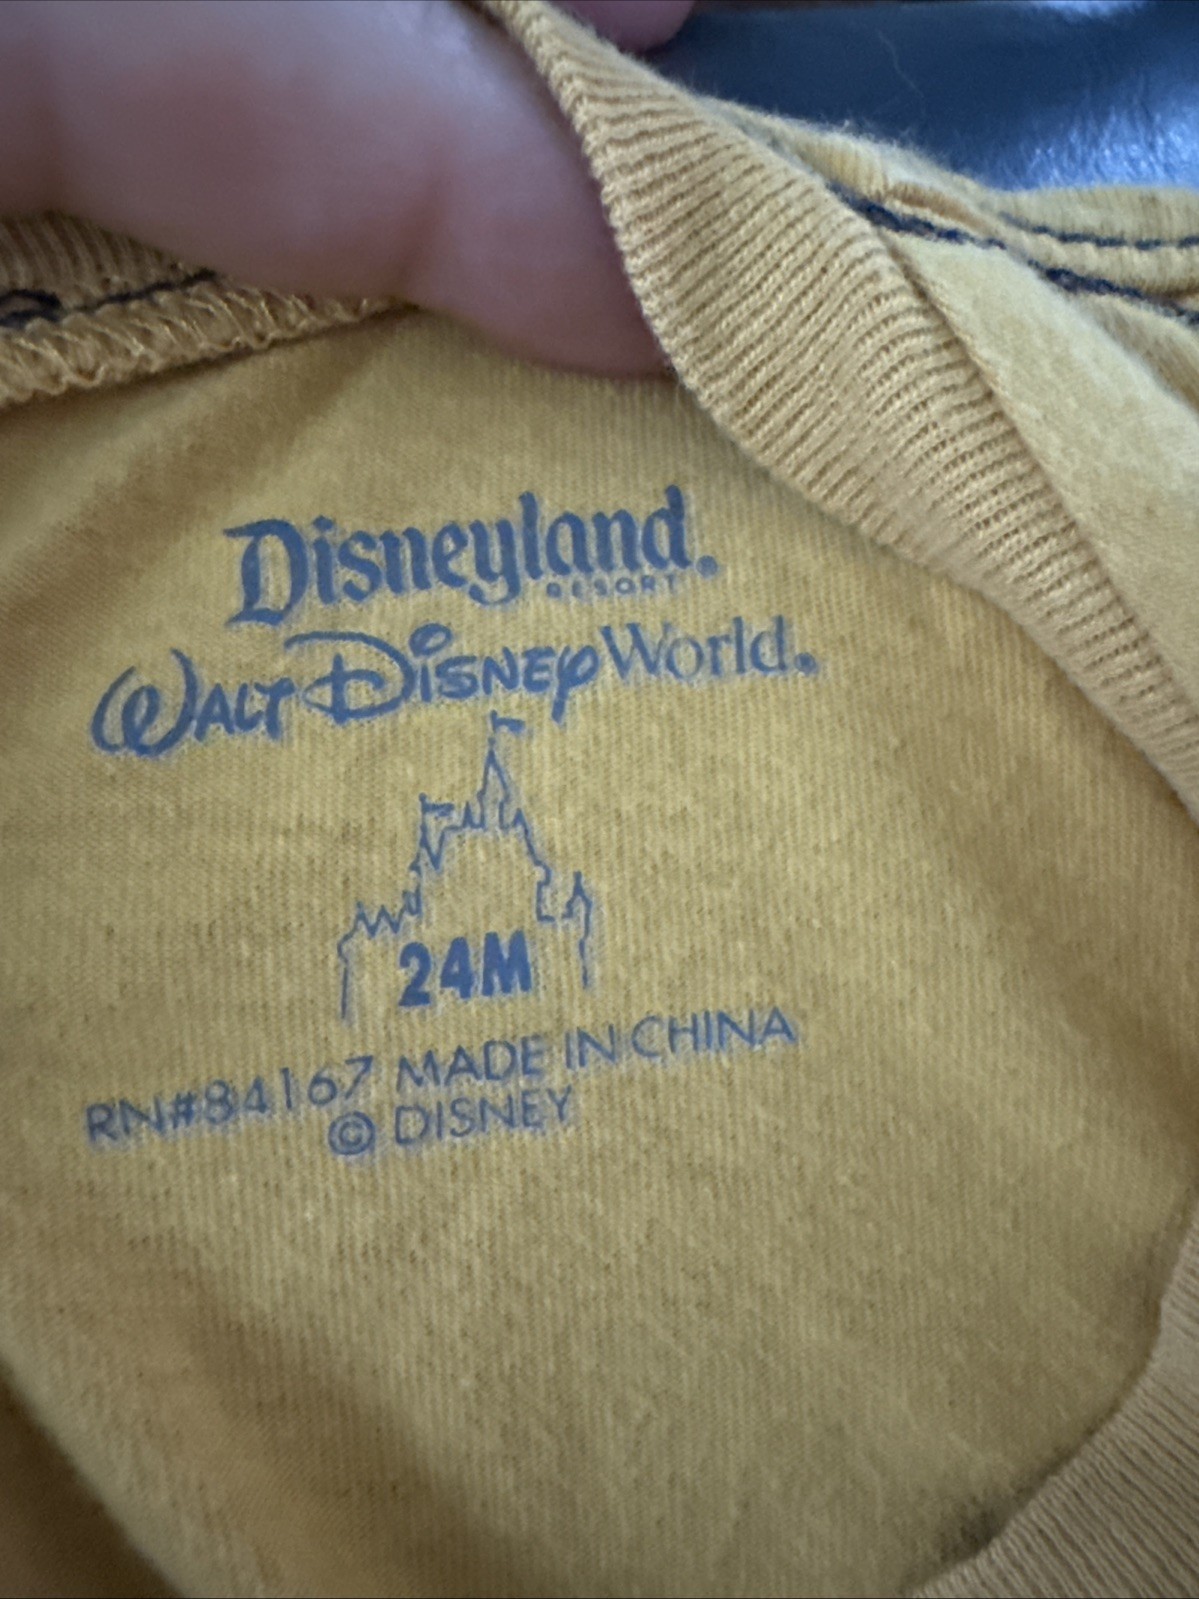 Disneyland®
RESORT
WALT DISNEY World®
24M
RN#84167 MADE IN CHINA
© DISNEY